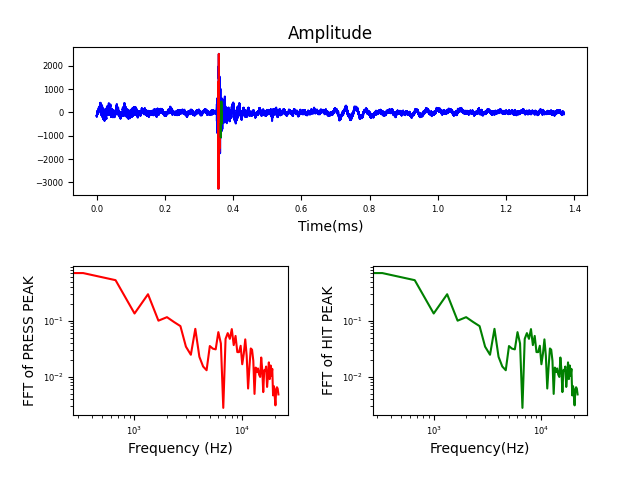 Amplitude
2000
1000
0
−1000
−2000
−3000
0.0 0.2 0.4 0.6 0.8 1.0 1.2 1.4
Time(ms)
FFT of PRESS PEAK
10⁻¹
10⁻²
10³ 10⁴
Frequency (Hz)
FFT of HIT PEAK
10⁻¹
10⁻²
10³ 10⁴
Frequency(Hz)